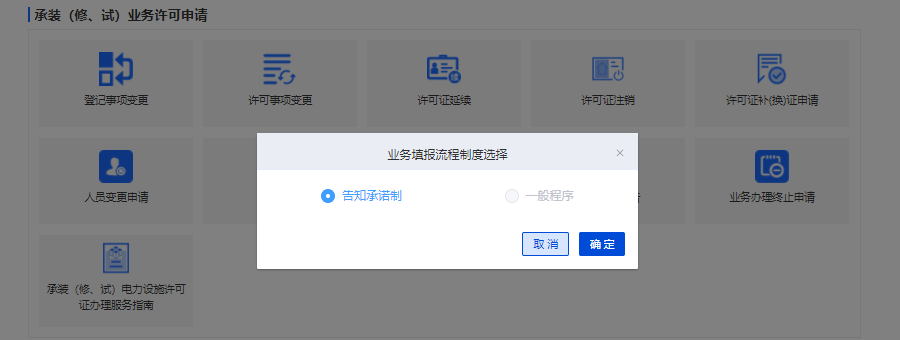 承装（修、试）业务许可申请
登记事项变更
许可事项变更
许可证延续
许可证注销
许可证补(换)证申请
业务填报流程制度选择
告知承诺制
一般程序
人员变更申请
业务办理终止申请
取消
确定
承装（修、试）电力设施许可
证办理服务指南